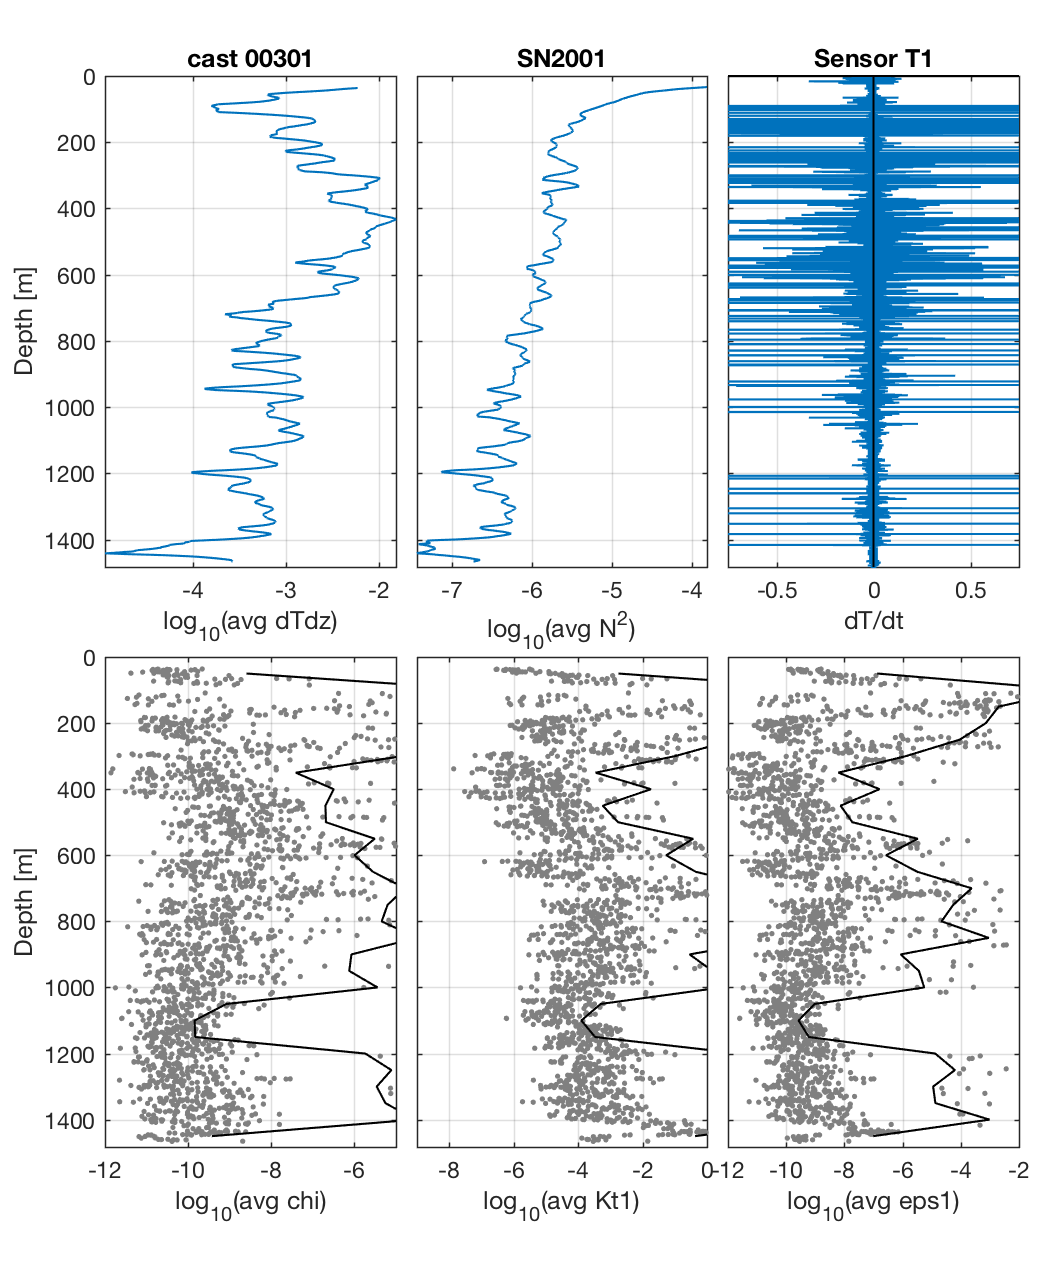 cast 00301 SN2001 Sensor T1
0
200
400
600
800
1000
1200
1400
Depth [m]
-4 -3 -2 -7 -6 -5 -4 -0.5 0 0.5
log10(avg dTdz) log10(avg N2) dT/dt
0
200
400
600
800
1000
1200
1400
Depth [m]
-12 -10 -8 -6 -8 -6 -4 -2 0 -12 -10 -8 -6 -4 -2
log10(avg chi) log10(avg Kt1) log10(avg eps1)